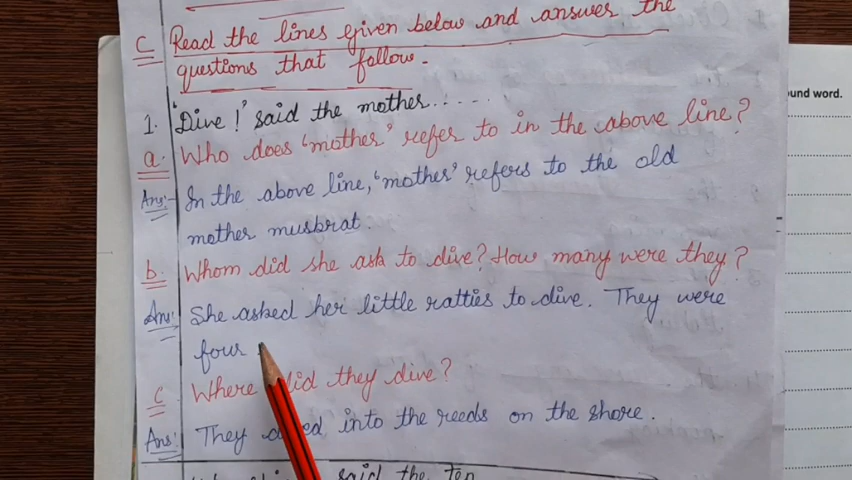 C Read the lines given below and answer the
questions that follow.
1. 'Dive!' said the mother......
a. Who does 'mother' refer to in the above line?
Ans:- In the above line, 'mother' refers to the old
mother muskrat.
b. Whom did she ask to dive? How many were they?
Ans: She asked her little ratties to dive. They were
four
c Where did they dive?
Ans: They into the reeds on the shore.
said the
und word.